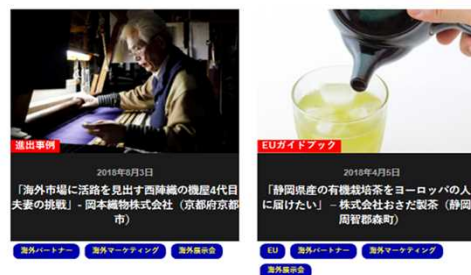 進出事例
2018年8月3日
「海外市場に活路を見出す西陣織の機屋4代目
夫妻の挑戦」- 岡本織物株式会社（京都府京都
市）
海外パートナー 海外マーケティング 海外展示会
EUガイドブック
2018年4月5日
「静岡県産の有機栽培茶をヨーロッパの人
に届けたい」– 株式会社おさだ製茶（静岡
周智郡森町）
EU 海外パートナー 海外マーケティング
海外展示会